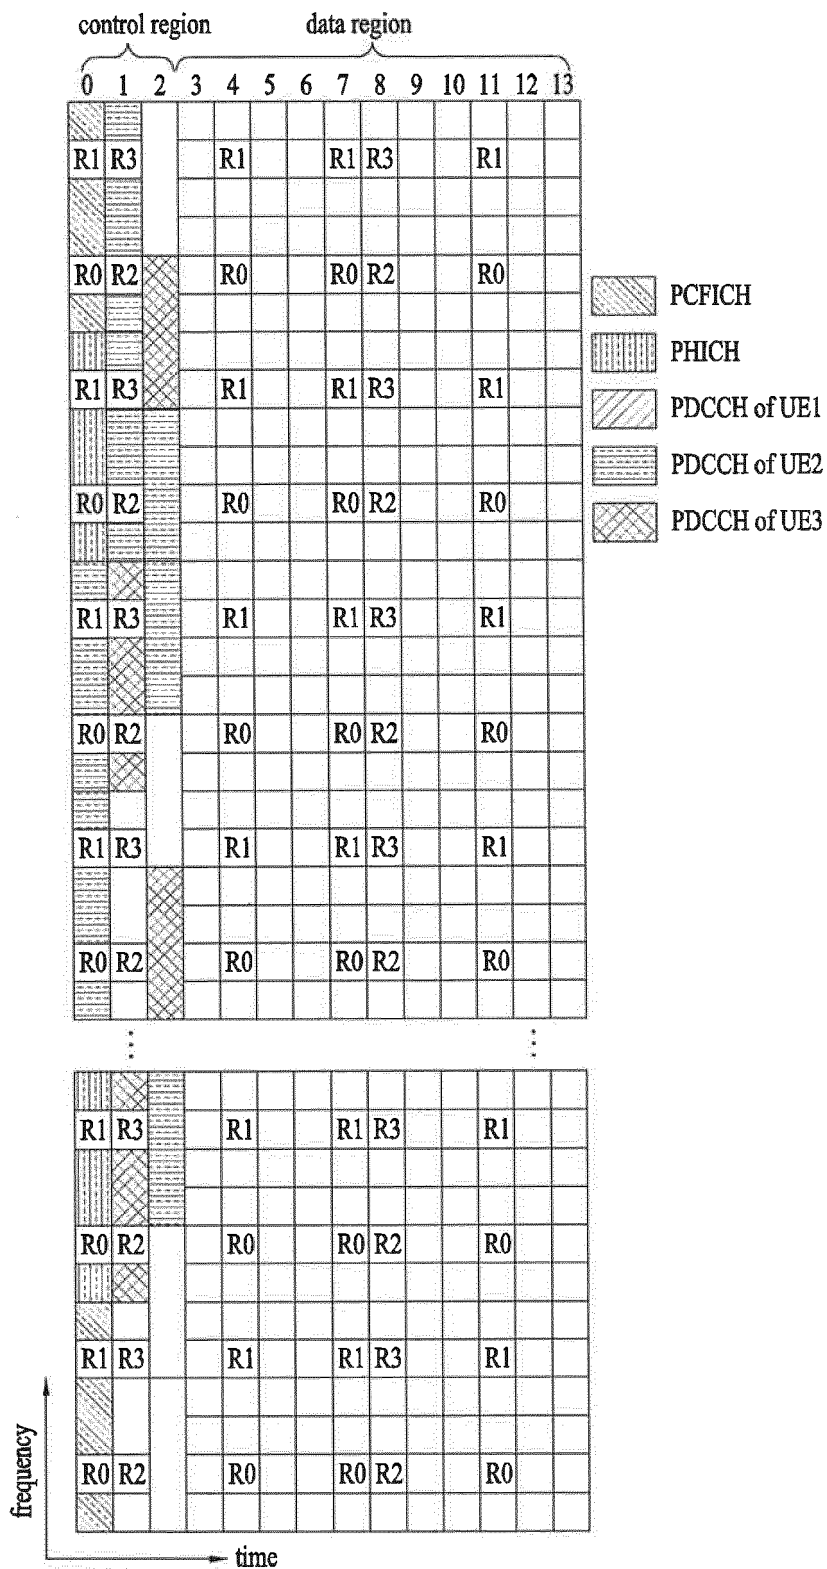 control region data region
0 1 2 3 4 5 6 7 8 9 10 11 12 13
R1 R3 R1 R1 R3 R1
R0 R2 R0 R0 R2 R0
PCFICH
PHICH
R1 R3 R1 R1 R3 R1
PDCCH of UE1
PDCCH of UE2
R0 R2 R0 R0 R2 R0
PDCCH of UE3
R1 R3 R1 R1 R3 R1
R0 R2 R0 R0 R2 R0
R1 R3 R1 R1 R3 R1
R0 R2 R0 R0 R2 R0
R1 R3 R1 R1 R3 R1
R0 R2 R0 R0 R2 R0
R1 R3 R1 R1 R3 R1
R0 R2 R0 R0 R2 R0
frequency
time